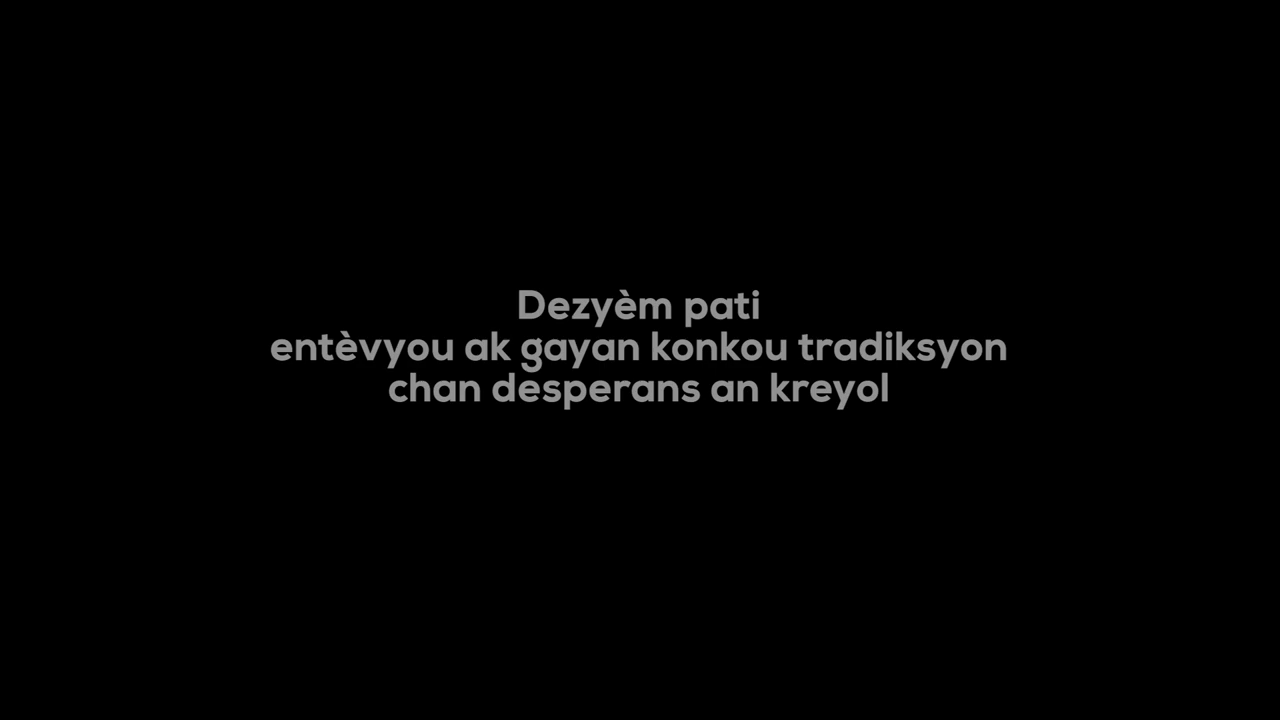 Dezyèm pati
entèvyou ak gayan konkou tradiksyon
chan desperans an kreyol